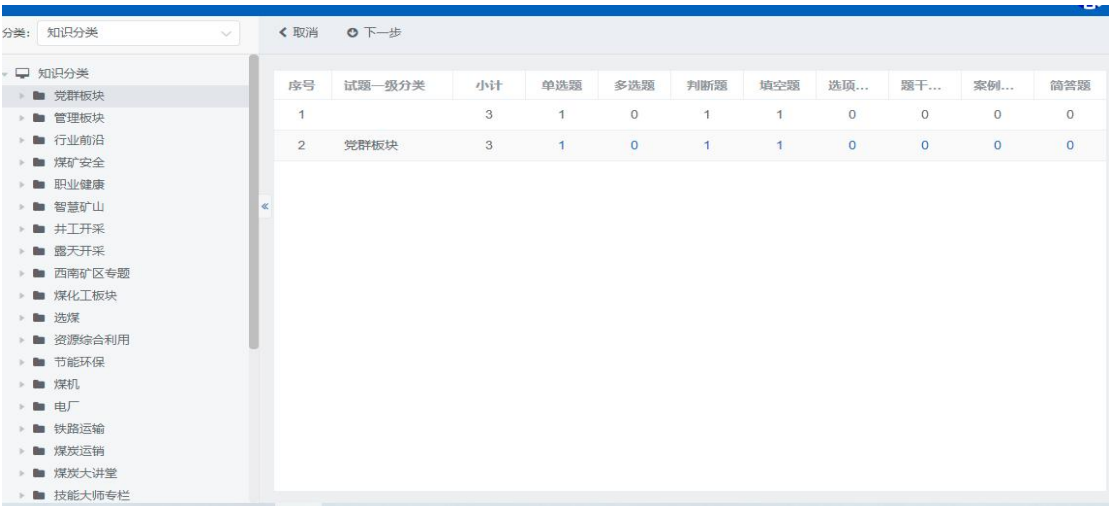 分类： 知识分类
取消 下一步
知识分类
党群板块
管理板块
行业前沿
煤矿安全
职业健康
智慧矿山
井工开采
露天开采
西南矿区专题
煤化工板块
选煤
资源综合利用
节能环保
煤机
电厂
铁路运输
煤炭运销
煤炭大讲堂
技能大师专栏
序号 试题一级分类 小计 单选题 多选题 判断题 填空题 选项... 题干... 案例... 简答题
1 3 1 0 1 1 0 0 0 0
2 党群板块 3 1 0 1 1 0 0 0 0